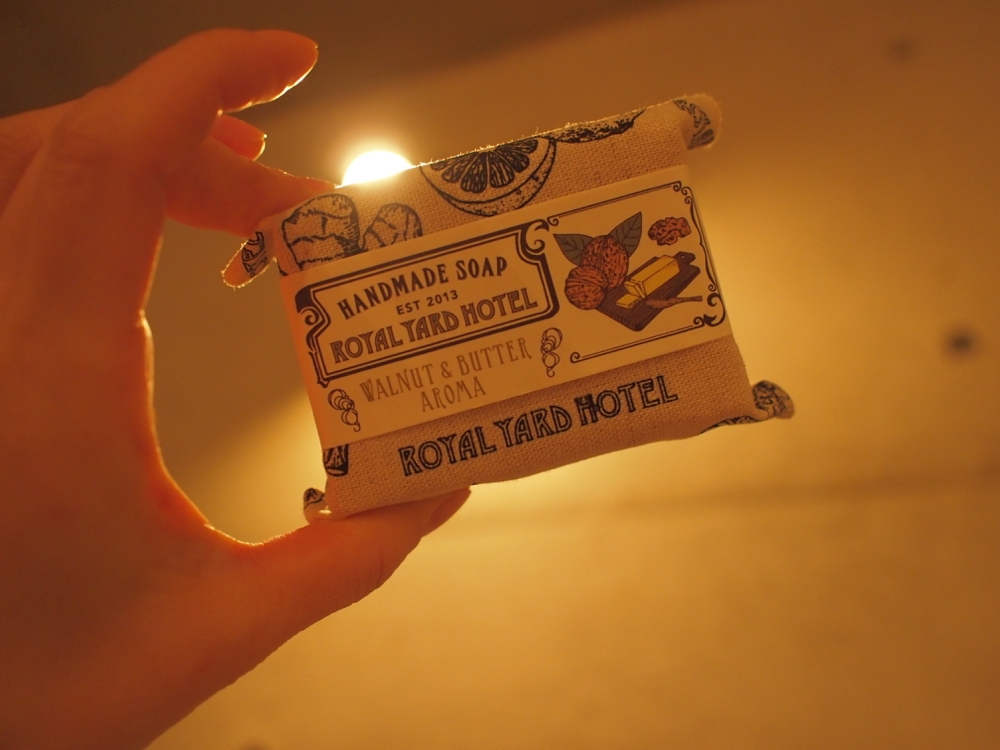 HANDMADE SOAP
EST 2013
ROYAL YARD HOTEL
WALNUT & BUTTER
AROMA
ROYAL YARD HOTEL